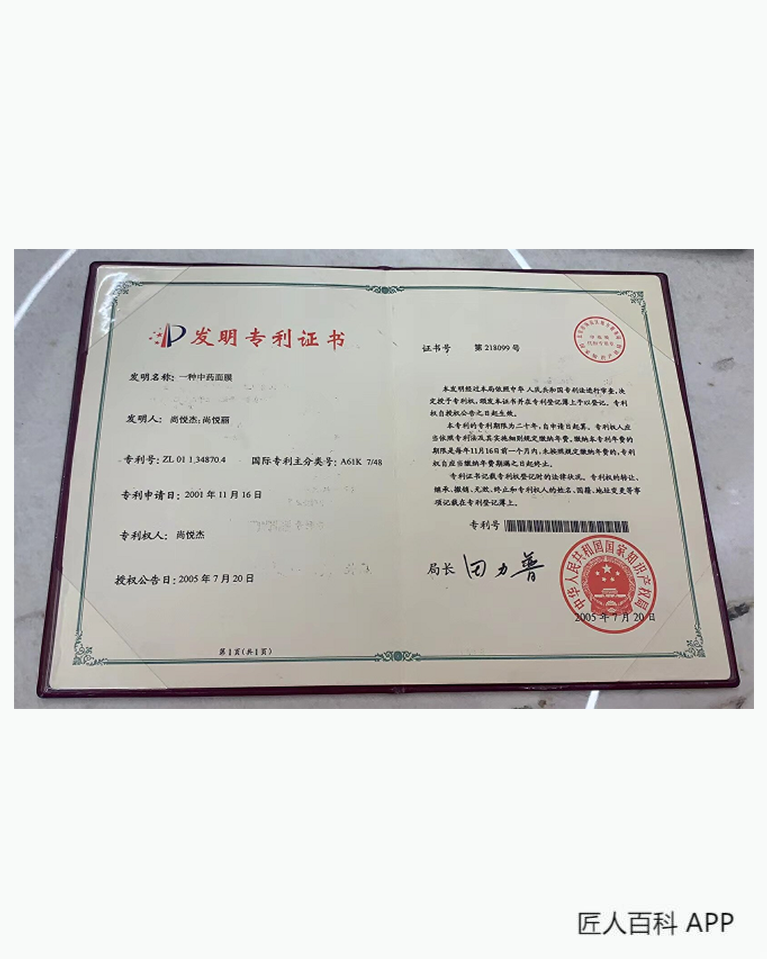 发明专利证书
发明名称：一种中药面膜
发明人：尚悦杰；尚悦丽
专利号：ZL 01 1 34870.4 国际专利主分类号：A61K 7/48
专利申请日：2001年11月16日
专利权人：尚悦杰
授权公告日：2005年7月20日
第1页(共1页)
证书号 第218099号
本发明经过本局依照中华人民共和国专利法进行审查，决
定授予专利权，颁发本证书并在专利登记簿上予以登记。专利
权自授权公告之日起生效。
本专利的专利权期限为二十年，自申请日起算。专利权人应
当依照专利法及其实施细则规定缴纳年费。缴纳本专利年费的
期限是每年11月16日前一个月内。未按照规定缴纳年费的，专利
权自应当缴纳年费期满之日起终止。
专利证书记载专利权登记时的法律状况。专利权的转让、
继承、撤销、无效、终止和专利权人的姓名、国籍、地址变更等事
项记载在专利登记簿上。
专利号
局长 田力普
中华人民共和国国家知识产权局
2005年7月20日
匠人百科 APP